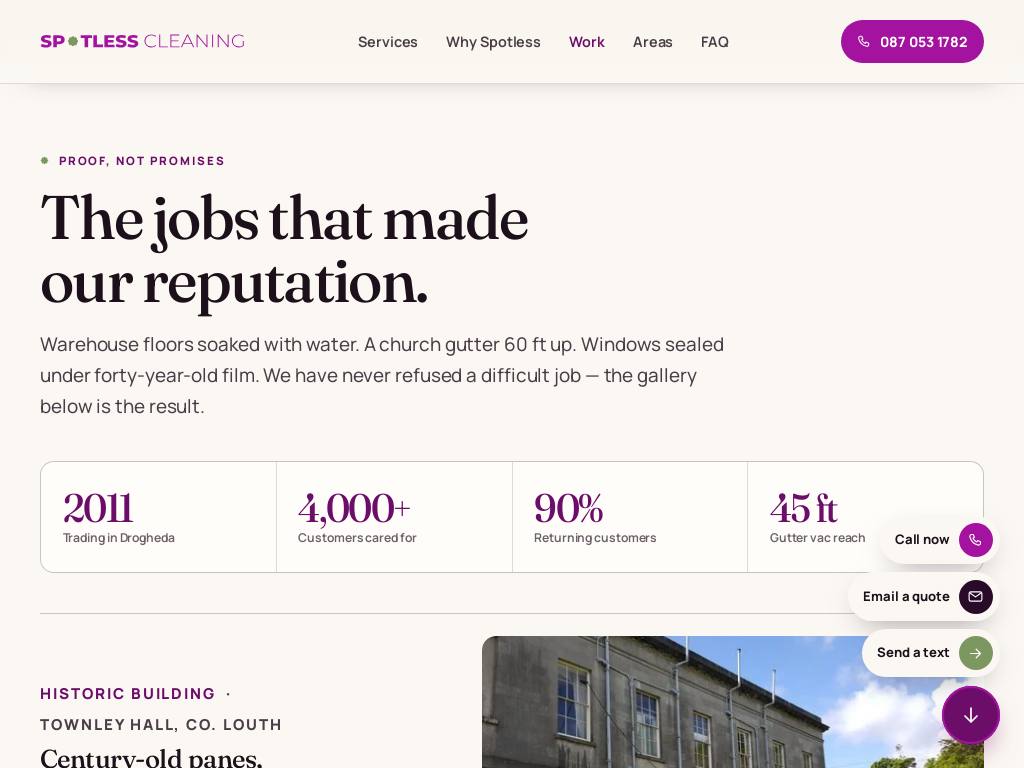 SPOTLESS CLEANING
Services
Why Spotless
Work
Areas
FAQ
087 053 1782
PROOF, NOT PROMISES
The jobs that made
our reputation.
Warehouse floors soaked with water. A church gutter 60 ft up. Windows sealed
under forty-year-old film. We have never refused a difficult job — the gallery
below is the result.
2011
Trading in Drogheda
4,000+
Customers cared for
90%
Returning customers
45 ft
Gutter vac reach
Call now
Email a quote
Send a text
HISTORIC BUILDING ·
TOWNLEY HALL, CO. LOUTH
Century-old panes,